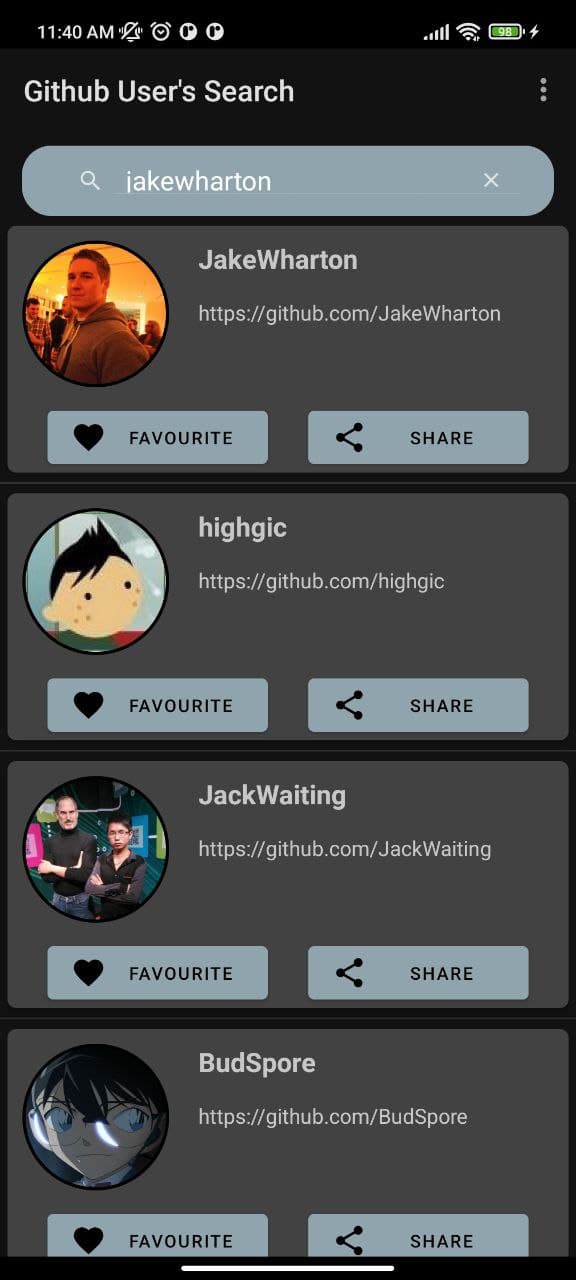 11:40 AM
98
Github User's Search
jakewharton
JakeWharton
https://github.com/JakeWharton
FAVOURITE
SHARE
highgic
https://github.com/highgic
FAVOURITE
SHARE
JackWaiting
https://github.com/JackWaiting
FAVOURITE
SHARE
BudSpore
https://github.com/BudSpore
FAVOURITE
SHARE